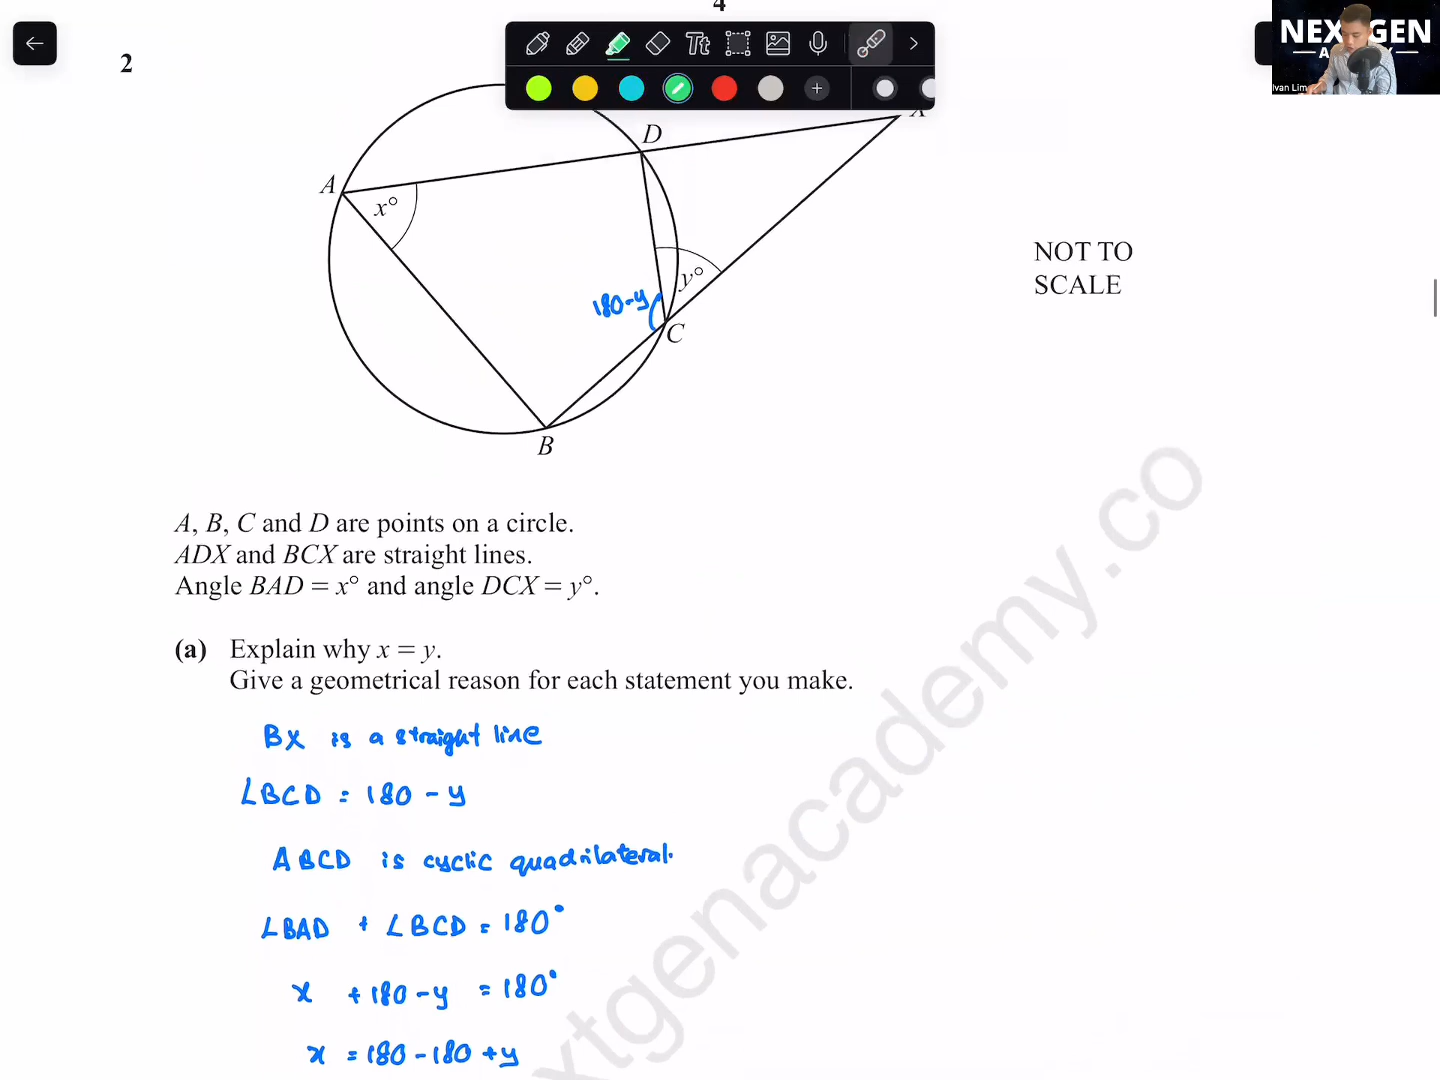 4
2
Tt
NEXTGEN
Ivan Lim
D
A
x°
y°
180-y
C
B
NOT TO
SCALE
A, B, C and D are points on a circle.
ADX and BCX are straight lines.
Angle BAD = x° and angle DCX = y°.
(a) Explain why x = y.
Give a geometrical reason for each statement you make.
BX is a straight line
∠BCD = 180 - y
ABCD is cyclic quadrilateral.
∠BAD + ∠BCD = 180°
x + 180 - y = 180°
x = 180 - 180 + y
xtgenacademy.co